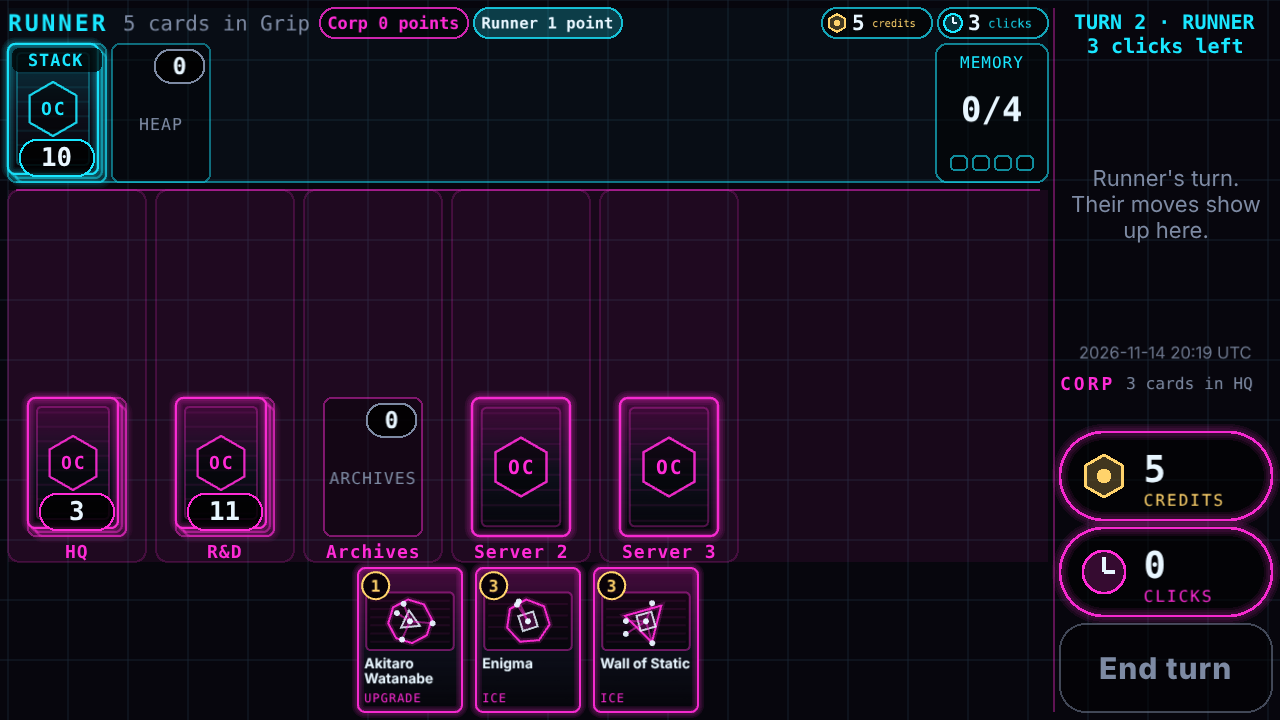 RUNNER 5 cards in Grip Corp 0 points Runner 1 point 5 credits 3 clicks
TURN 2 · RUNNER
3 clicks left
STACK
OC
10
0
HEAP
MEMORY
0/4
Runner's turn.
Their moves show
up here.
2026-11-14 20:19 UTC
CORP 3 cards in HQ
OC
3
HQ
OC
11
R&D
0
ARCHIVES
Archives
OC
Server 2
OC
Server 3
5
CREDITS
0
CLICKS
End turn
1
Akitaro
Watanabe
UPGRADE
3
Enigma
ICE
3
Wall of Static
ICE